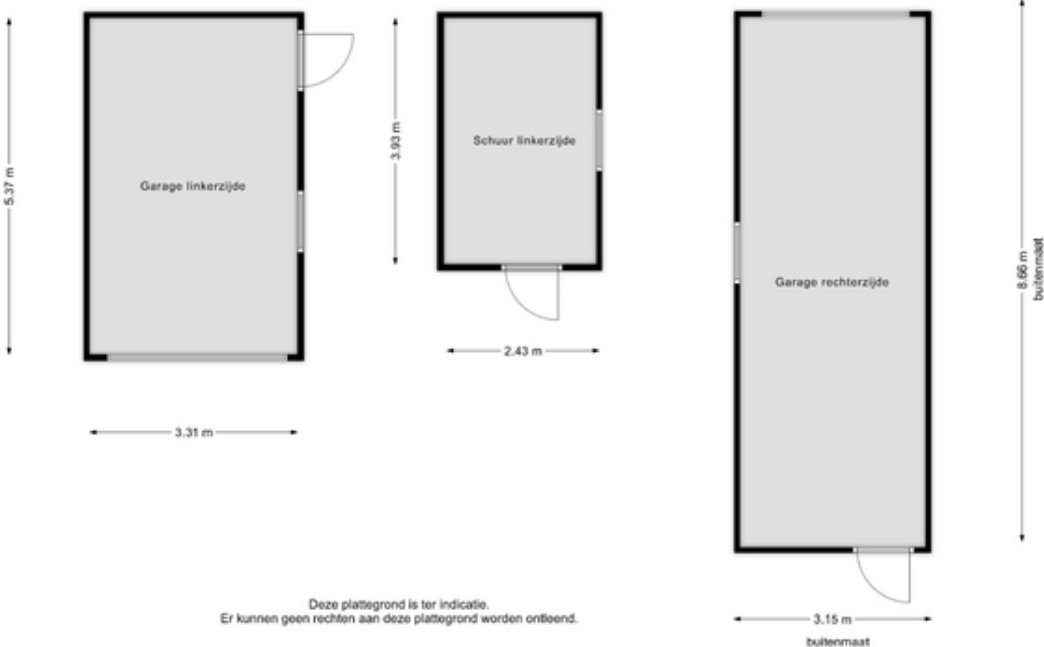 5.37 m
Garage linkerzijde
3.31 m
3.93 m
Schuur linkerzijde
2.43 m
Garage rechterzijde
8.66 m
buitenmaat
3.15 m
buitenmaat
Deze plattegrond is ter indicatie.
Er kunnen geen rechten aan deze plattegrond worden ontleend.